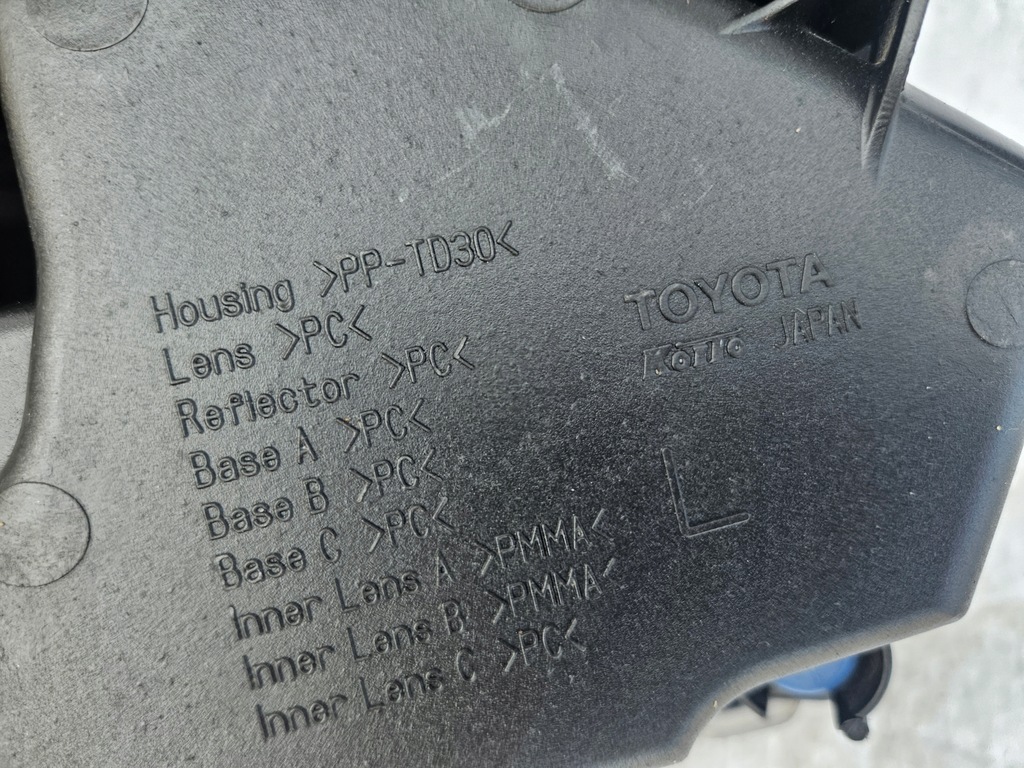 Housing >PP-TD30<
Lens >PC<
Reflector >PC<
Base A >PC<
Base B >PC<
Base C >PC<
Inner Lens A >PMMA<
Inner Lens B >PMMA<
Inner Lens C >PC<
TOYOTA
KOITO JAPAN
L